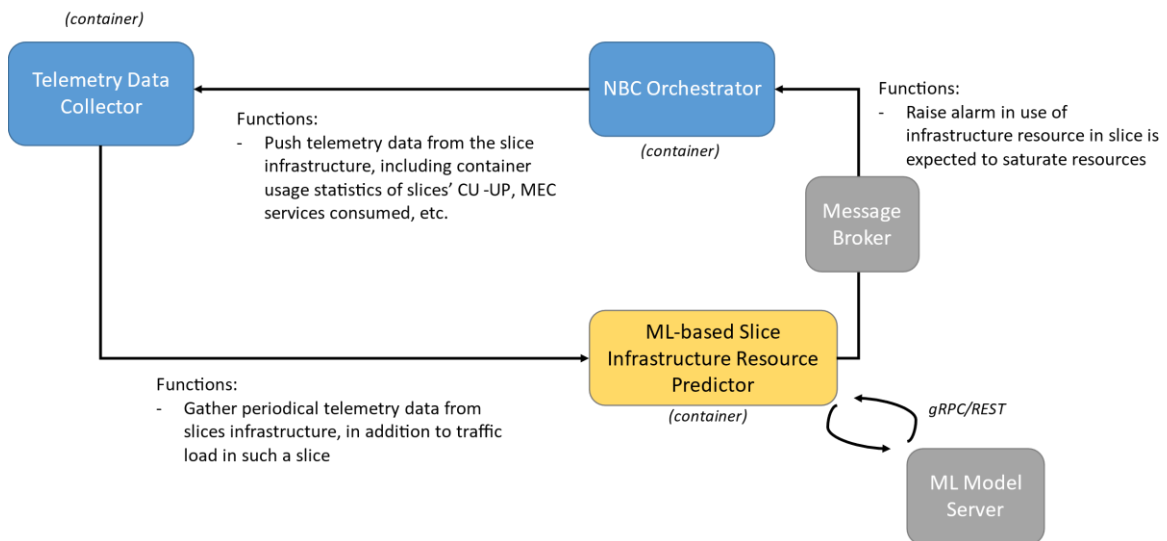 (container)
Telemetry Data
Collector
NBC Orchestrator
(container)
Functions:
- Raise alarm in use of
infrastructure resource in slice is
expected to saturate resources
Functions:
- Push telemetry data from the slice
infrastructure, including container
usage statistics of slices’ CU -UP, MEC
services consumed, etc.
Message
Broker
ML-based Slice
Infrastructure Resource
Predictor
(container)
Functions:
- Gather periodical telemetry data from
slices infrastructure, in addition to traffic
load in such a slice
gRPC/REST
ML Model
Server